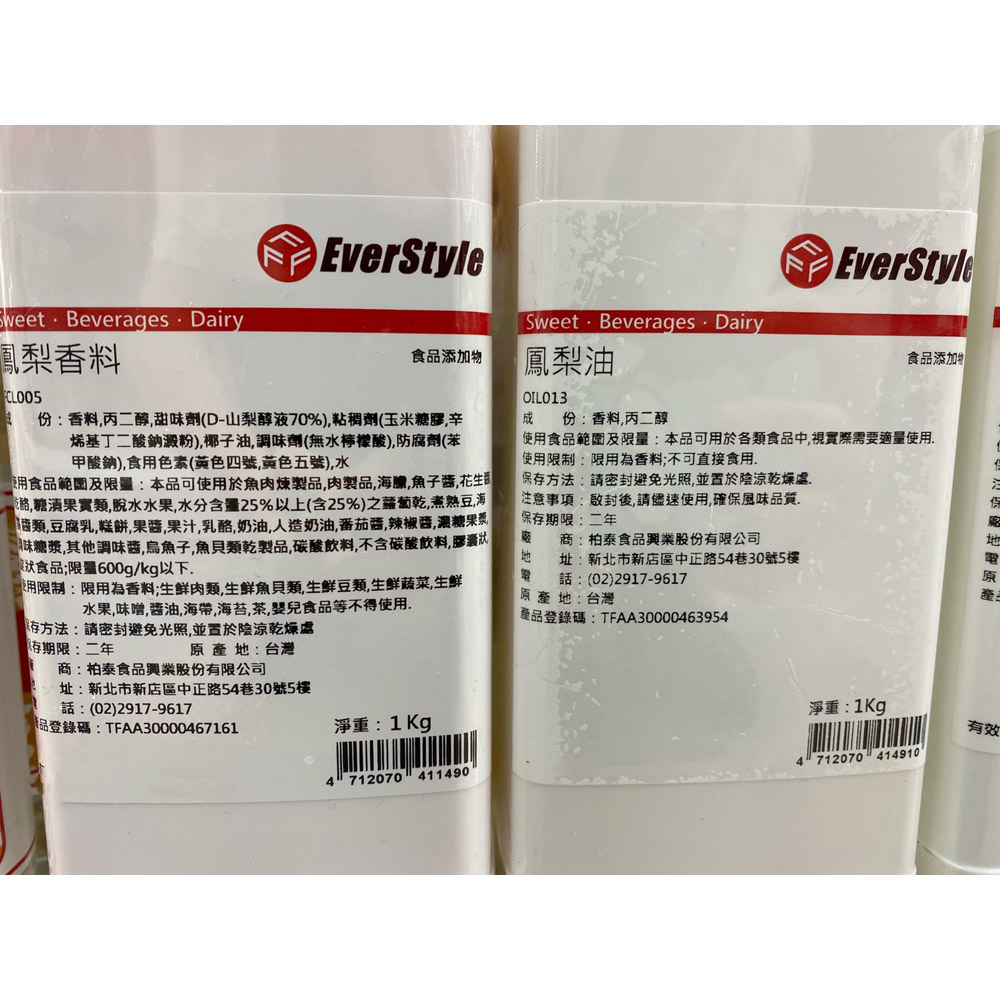 EverStyle
Sweet · Beverages · Dairy
鳳梨香料
食品添加物
FCL005
成 份：香料,丙二醇,甜味劑(D-山梨醇液70%),粘稠劑(玉米糖膠,辛
烯基丁二酸鈉澱粉),椰子油,調味劑(無水檸檬酸),防腐劑(苯
甲酸鈉),食用色素(黃色四號,黃色五號),水
使用食品範圍及限量：本品可使用於魚肉煉製品,肉製品,海膽,魚子醬,花生醬,
乾酪,糖漬果實類,脫水水果,水分含量25%以上(含25%)之蘿蔔乾,煮熟豆,海
醬類,豆腐乳,糕餅,果醬,果汁,乳酪,奶油,人造奶油,番茄醬,辣椒醬,濃糖果漿,
調味糖漿,其他調味醬,烏魚子,魚貝類乾製品,碳酸飲料,不含碳酸飲料,膠囊狀,
狀食品;限量600g/kg以下.
使用限制：限用為香料;生鮮肉類,生鮮魚貝類,生鮮豆類,生鮮蔬菜,生鮮
水果,味噌,醬油,海帶,海苔,茶,嬰兒食品等不得使用.
保存方法：請密封避免光照,並置於陰涼乾燥處
保存期限：二年 原 產 地：台灣
商：柏泰食品興業股份有限公司
址：新北市新店區中正路54巷30號5樓
話：(02)2917-9617
產品登錄碼：TFAA30000467161
淨重：1Kg
4 712070 411490
EverStyle
Sweet · Beverages · Dairy
鳳梨油
食品添加物
OIL013
成 份：香料,丙二醇
使用食品範圍及限量：本品可用於各類食品中,視實際需要適量使用.
使用限制：限用為香料;不可直接食用.
保存方法：請密封避免光照,並置於陰涼乾燥處.
注意事項：啟封後,請儘速使用,確保風味品質.
保存期限：二年
廠 商：柏泰食品興業股份有限公司
地 址：新北市新店區中正路54巷30號5樓
電 話：(02)2917-9617
原 產 地：台灣
產品登錄碼：TFAA30000463954
淨重：1Kg
4 712070 414910
成
使
使
保
注
保
廠
地
電
原
產
有效